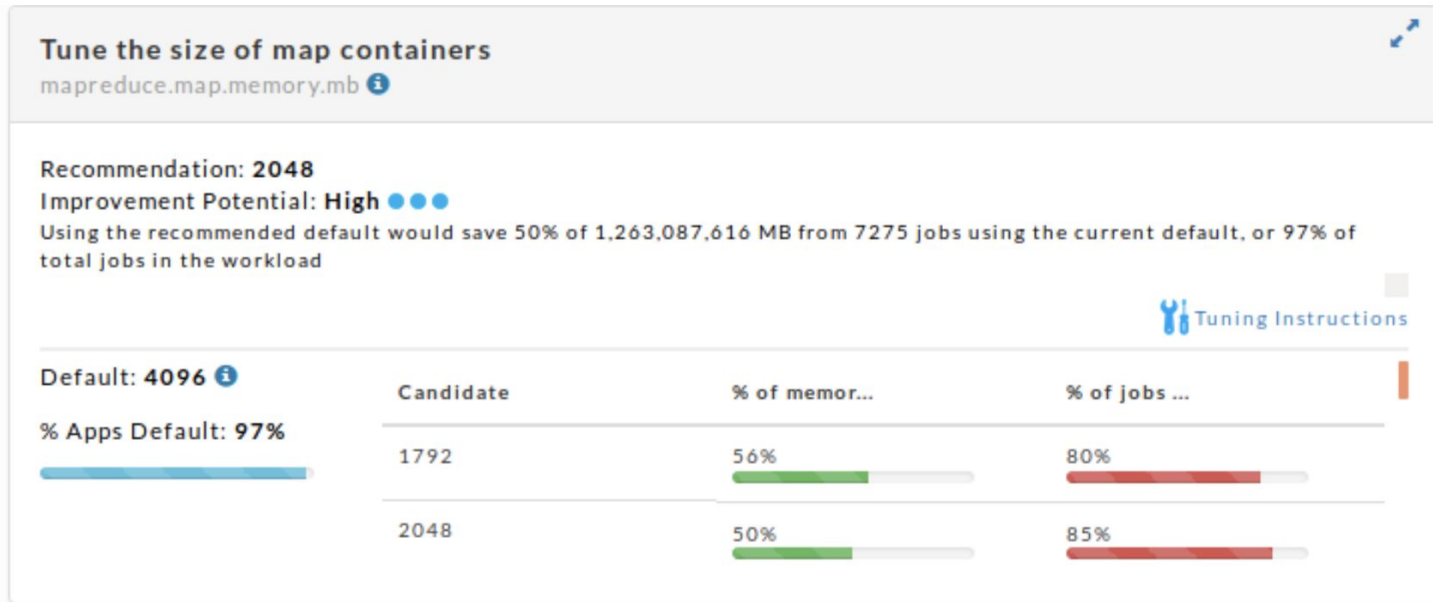 Tune the size of map containers
mapreduce.map.memory.mb
Recommendation: 2048
Improvement Potential: High
Using the recommended default would save 50% of 1,263,087,616 MB from 7275 jobs using the current default, or 97% of
total jobs in the workload
Tuning Instructions
Default: 4096
% Apps Default: 97%
Candidate % of memor... % of jobs ...
1792 56% 80%
2048 50% 85%